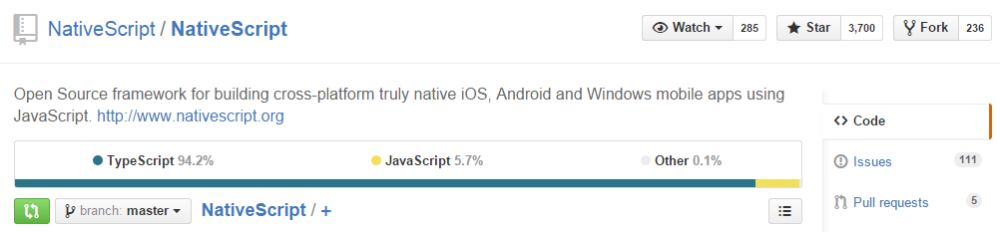 NativeScript / NativeScript
Watch 285 Star 3,700 Fork 236
Open Source framework for building cross-platform truly native iOS, Android and Windows mobile apps using
JavaScript. http://www.nativescript.org
TypeScript 94.2% JavaScript 5.7% Other 0.1%
branch: master NativeScript / +
Code
Issues 111
Pull requests 5